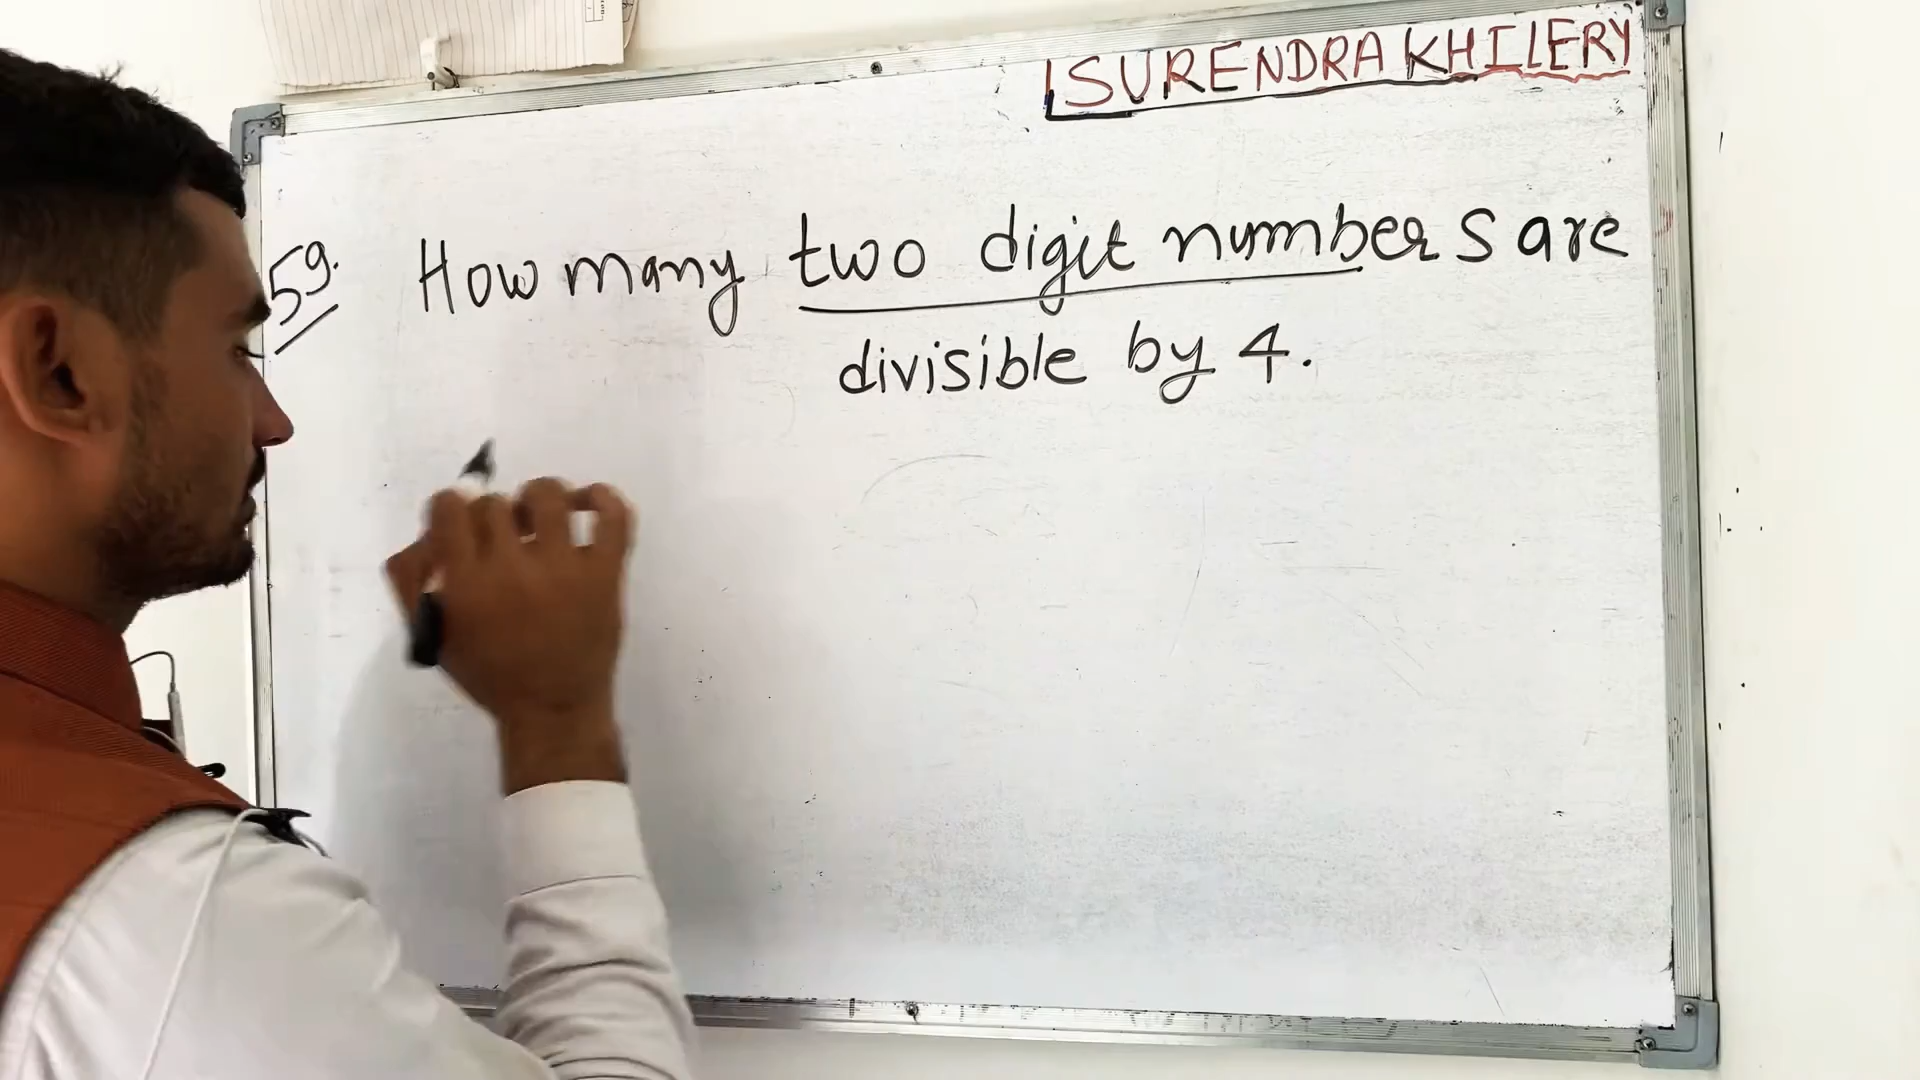 SURENDRA KHILERY
59. How many two digit numbers are
divisible by 4.